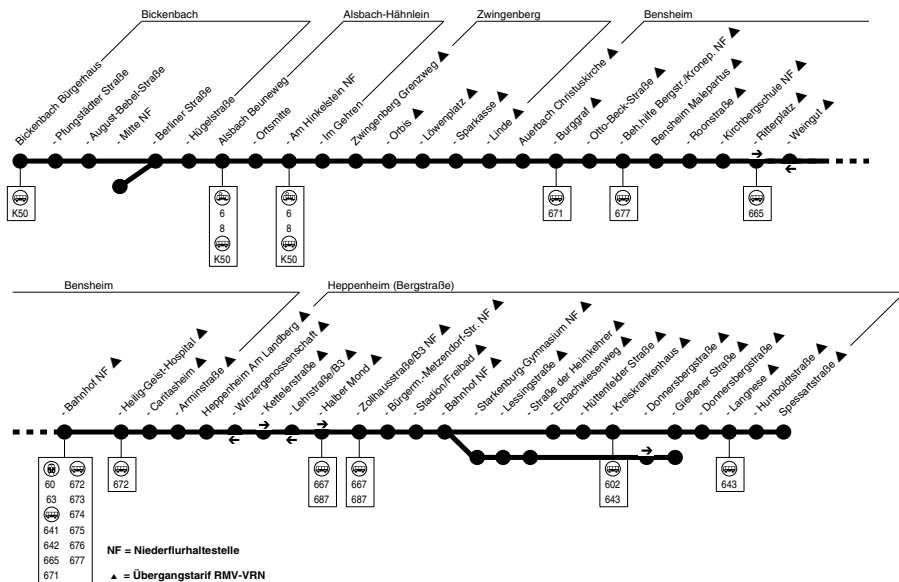 Bickenbach
Alsbach-Hähnlein
Zwingenberg
Bensheim
Bickenbach Bürgerhaus
- Pfungstädter Straße
- August-Bebel-Straße
- Mitte NF
- Berliner Straße
- Hügelstraße
Alsbach Beuneweg
- Ortsmitte
- Am Hinkelstein NF
- Im Gehren
Zwingenberg Grenzweg ▲
- Orbis ▲
- Löwenplatz ▲
- Sparkasse ▲
- Linde ▲
Auerbach Christuskirche ▲
- Burggraf ▲
- Otto-Beck-Straße ▲
- Beh.hilfe Bergstr./Kronep. NF ▲
Bensheim Malepartus ▲
- Roonstraße ▲
- Kirchbergschule NF ▲
- Ritterplatz ▲
- Weingut ▲
K50
6
8
K50
6
8
K50
671
677
665
Bensheim
Heppenheim (Bergstraße)
- Bahnhof NF ▲
- Heilig-Geist-Hospital ▲
- Caritasheim ▲
- Arminstraße ▲
Heppenheim Am Landberg ▲
- Winzergenossenschaft ▲
- Kettelerstraße ▲
- Lehrstraße/B3 ▲
- Halber Mond ▲
- Zollhausstraße/B3 NF ▲
- Bürgerm.-Metzendorf-Str. NF ▲
- Stadion/Freibad ▲
- Bahnhof NF ▲
- Starkenburg-Gymnasium NF ▲
- Lessingstraße ▲
- Straße der Heimkehrer ▲
- Erbachwiesenweg ▲
- Hüttenfelder Straße ▲
- Kreiskrankenhaus ▲
- Donnersbergstraße ▲
- Gießener Straße ▲
- Donnersbergstraße ▲
- Langnese ▲
- Humboldtstraße ▲
Spessartstraße ▲
60 672
63 673
674
641 675
642 676
665 677
671
672
667
687
667
687
602
643
643
NF = Niederflurhaltestelle
▲ = Übergangstarif RMV-VRN